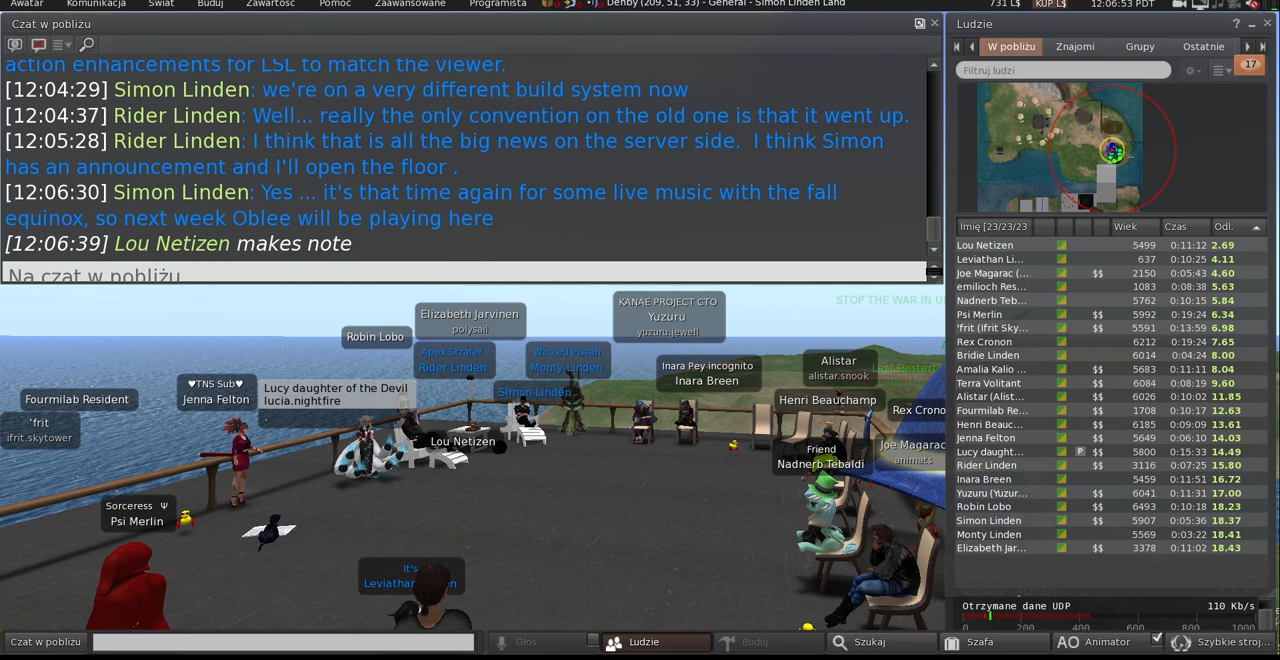 Awatar Komunikacja Świat Buduj Zawartość Pomoc Zaawansowane Programista Denby (209, 51, 33) - General - Simon Linden Land 731 L$ KUP L$ 12:06:53 PDT
Czat w pobliżu
action enhancements for LSL to match the viewer.
[12:04:29] Simon Linden: we're on a very different build system now
[12:04:37] Rider Linden: Well... really the only convention on the old one is that it went up.
[12:05:28] Rider Linden: I think that is all the big news on the server side.  I think Simon
has an announcement and I'll open the floor .
[12:06:30] Simon Linden: Yes ... it's that time again for some live music with the fall
equinox, so next week Oblee will be playing here
[12:06:39] Lou Netizen makes note
Na czat w pobliżu
STOP THE WAR IN
KANAE PROJECT CTO
Yuzuru
yuzuru.jewell
Elizabeth Jarvinen
polysail
Robin Lobo
Apex Strafer
Rider Linden
Wicked Pissah
Monty Linden
Inara Pey incognito
Inara Breen
Alistar
alistar.snook
Last Restart
Simon Linden
♥TNS Sub♥
Jenna Felton
Lucy daughter of the Devil
lucia.nightfire
Fourmilab Resident
Henri Beauchamp
Rex Crono
'frit
ifrit.skytower
Lou Netizen
Joe Magarac
animats
Friend
Nadnerb Tebaldi
Sorceress Ψ
Psi Merlin
It's
Leviathan
Ludzie
W pobliżu Znajomi Grupy Ostatnie
Filtruj ludzi
17
Imię [23/23/23 Wiek Czas Odl.
Lou Netizen 5499 0:11:12 2.69
Leviathan Li... 637 0:10:25 4.11
Joe Magarac (... $$ 2150 0:05:43 4.60
emilioch Res... 1083 0:08:38 5.63
Nadnerb Teb... 5762 0:10:15 5.84
Psi Merlin $$ 5992 0:19:24 6.34
'frit (Ifrit Sky... $$ 5591 0:13:59 6.98
Rex Cronon 6212 0:19:24 7.65
Bridie Linden 6014 0:04:24 8.00
Amalia Kalio ... $$ 5683 0:11:11 8.04
Terra Volitant $$ 6084 0:08:19 9.60
Alistar (Alist... $$ 6026 0:10:02 11.85
Fourmilab Re... $$ 1708 0:10:17 12.63
Henri Beauc... $$ 6185 0:09:09 13.61
Jenna Felton $$ 5649 0:06:10 14.03
Lucy daught... P $$ 5800 0:15:33 14.49
Rider Linden $$ 3116 0:07:25 15.80
Inara Breen 5459 0:11:51 16.72
Yuzuru (Yuzur... $$ 6041 0:11:31 17.00
Robin Lobo $$ 6493 0:10:18 18.23
Simon Linden $$ 5907 0:05:36 18.37
Monty Linden 5569 0:03:22 18.41
Elizabeth Jar... $$ 3378 0:11:02 18.43
Otrzymane dane UDP 110 Kb/s
0 200 400 600 800 1000
Czat w pobliżu Głos Ludzie Buduj Szukaj Szafa AO Animator Szybkie stroj...